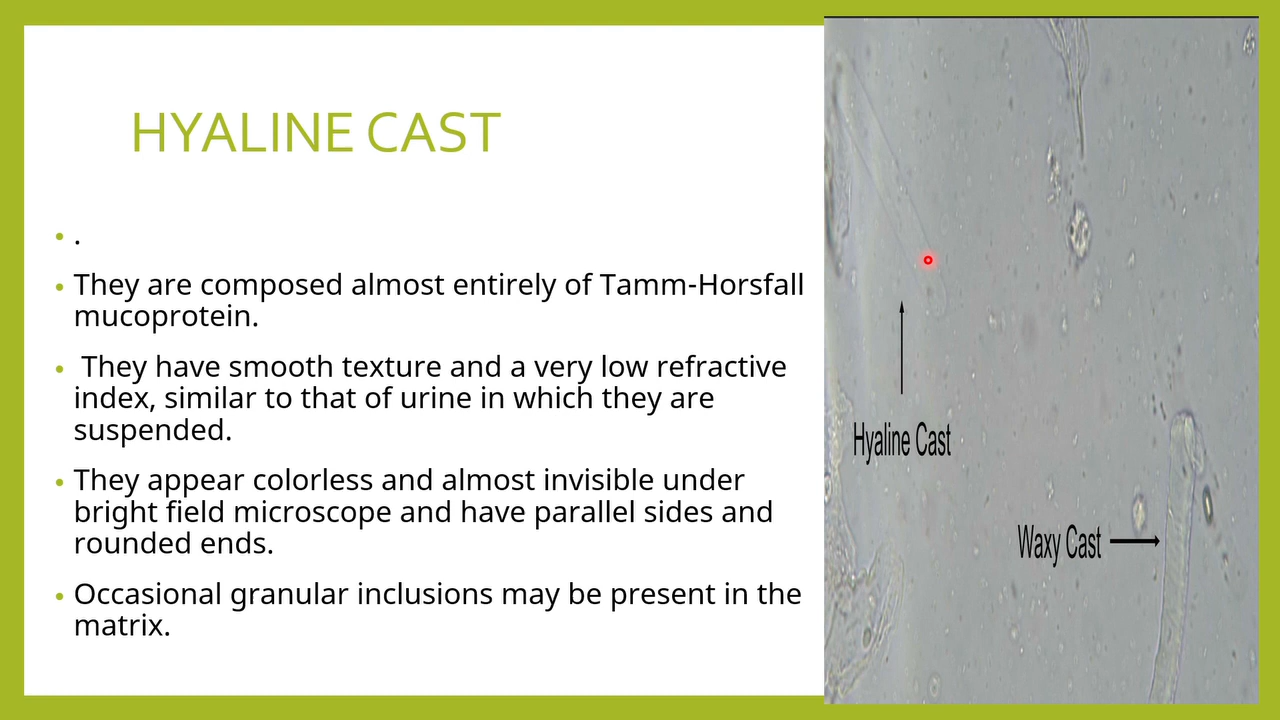 HYALINE CAST
• .
• They are composed almost entirely of Tamm-Horsfall
mucoprotein.
• They have smooth texture and a very low refractive
index, similar to that of urine in which they are
suspended.
• They appear colorless and almost invisible under
bright field microscope and have parallel sides and
rounded ends.
• Occasional granular inclusions may be present in the
matrix.
Hyaline Cast
Waxy Cast